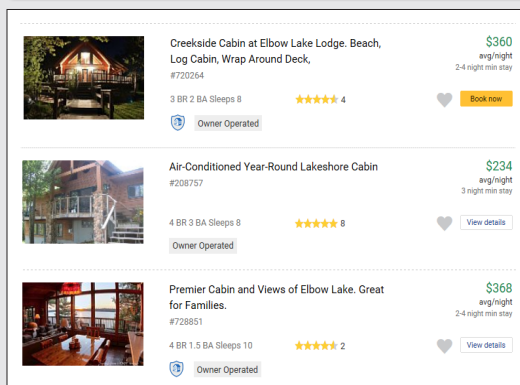 Creekside Cabin at Elbow Lake Lodge. Beach,
Log Cabin, Wrap Around Deck,
#720264
3 BR 2 BA Sleeps 8
4
Owner Operated
$360
avg/night
2-4 night min stay
Book now
Air-Conditioned Year-Round Lakeshore Cabin
#208757
4 BR 3 BA Sleeps 8
8
Owner Operated
$234
avg/night
3 night min stay
View details
Premier Cabin and Views of Elbow Lake. Great
for Families.
#728851
4 BR 1.5 BA Sleeps 10
2
Owner Operated
$368
avg/night
2-4 night min stay
View details